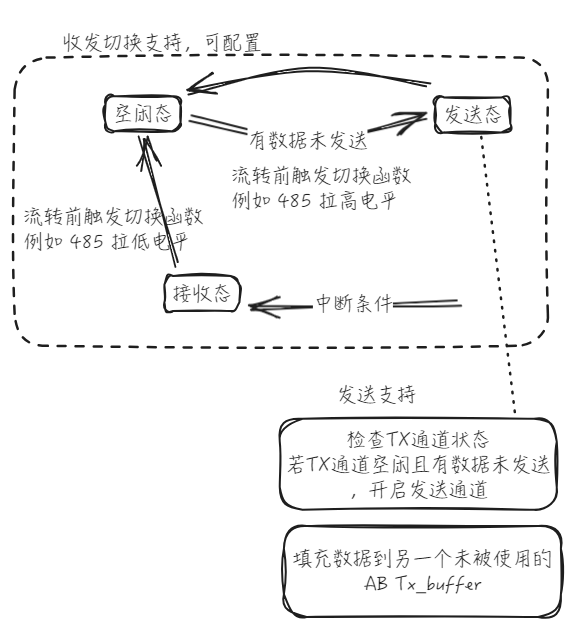 收发切换支持，可配置
空闲态
发送态
有数据未发送
流转前触发切换函数
例如 485 拉高电平
流转前触发切换函数
例如 485 拉低电平
接收态
中断条件
发送支持
检查TX通道状态
若TX通道空闲且有数据未发送
，开启发送通道
填充数据到另一个未被使用的
AB Tx_buffer